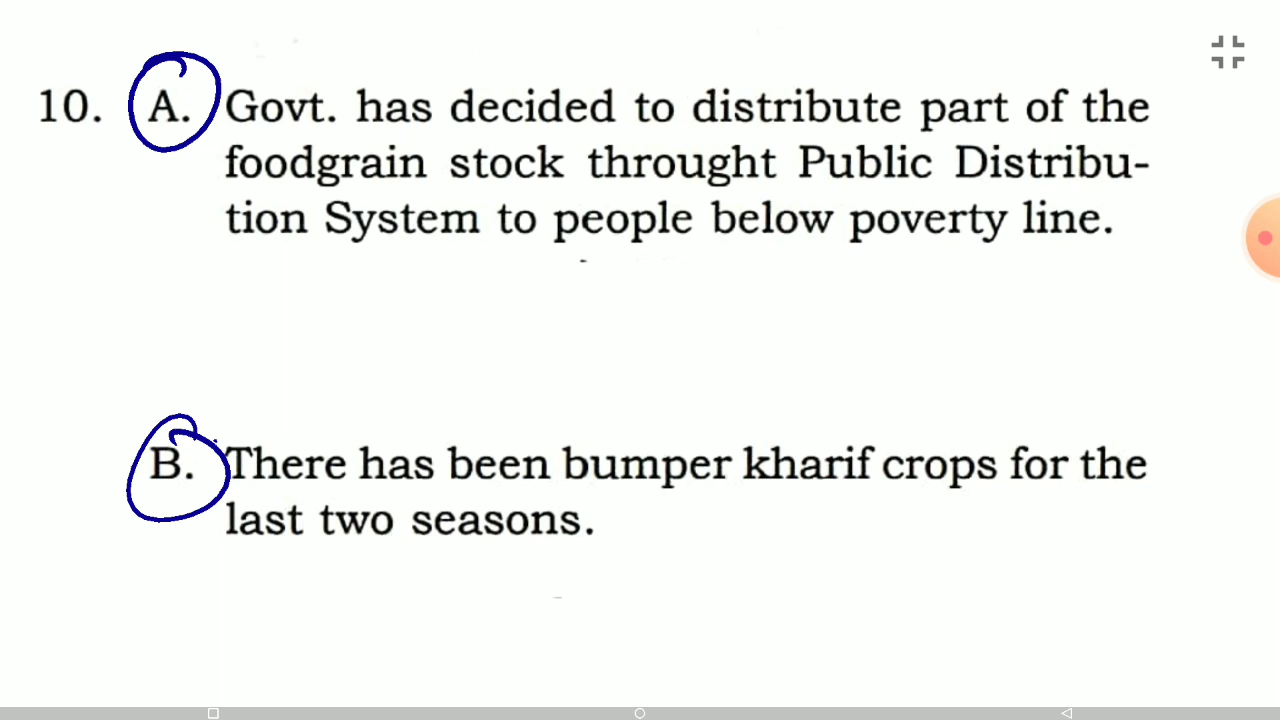 10. A. Govt. has decided to distribute part of the
foodgrain stock throught Public Distribu-
tion System to people below poverty line.
B. There has been bumper kharif crops for the
last two seasons.